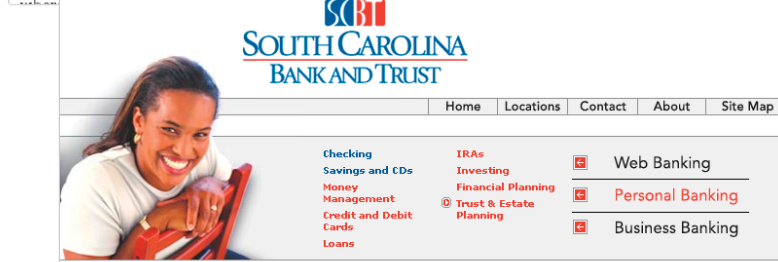 SCBT
SOUTH CAROLINA
BANK AND TRUST
Home Locations Contact About Site Map
Checking
Savings and CDs
Money
Management
Credit and Debit
Cards
Loans
IRAs
Investing
Financial Planning
Trust & Estate
Planning
Web Banking
Personal Banking
Business Banking